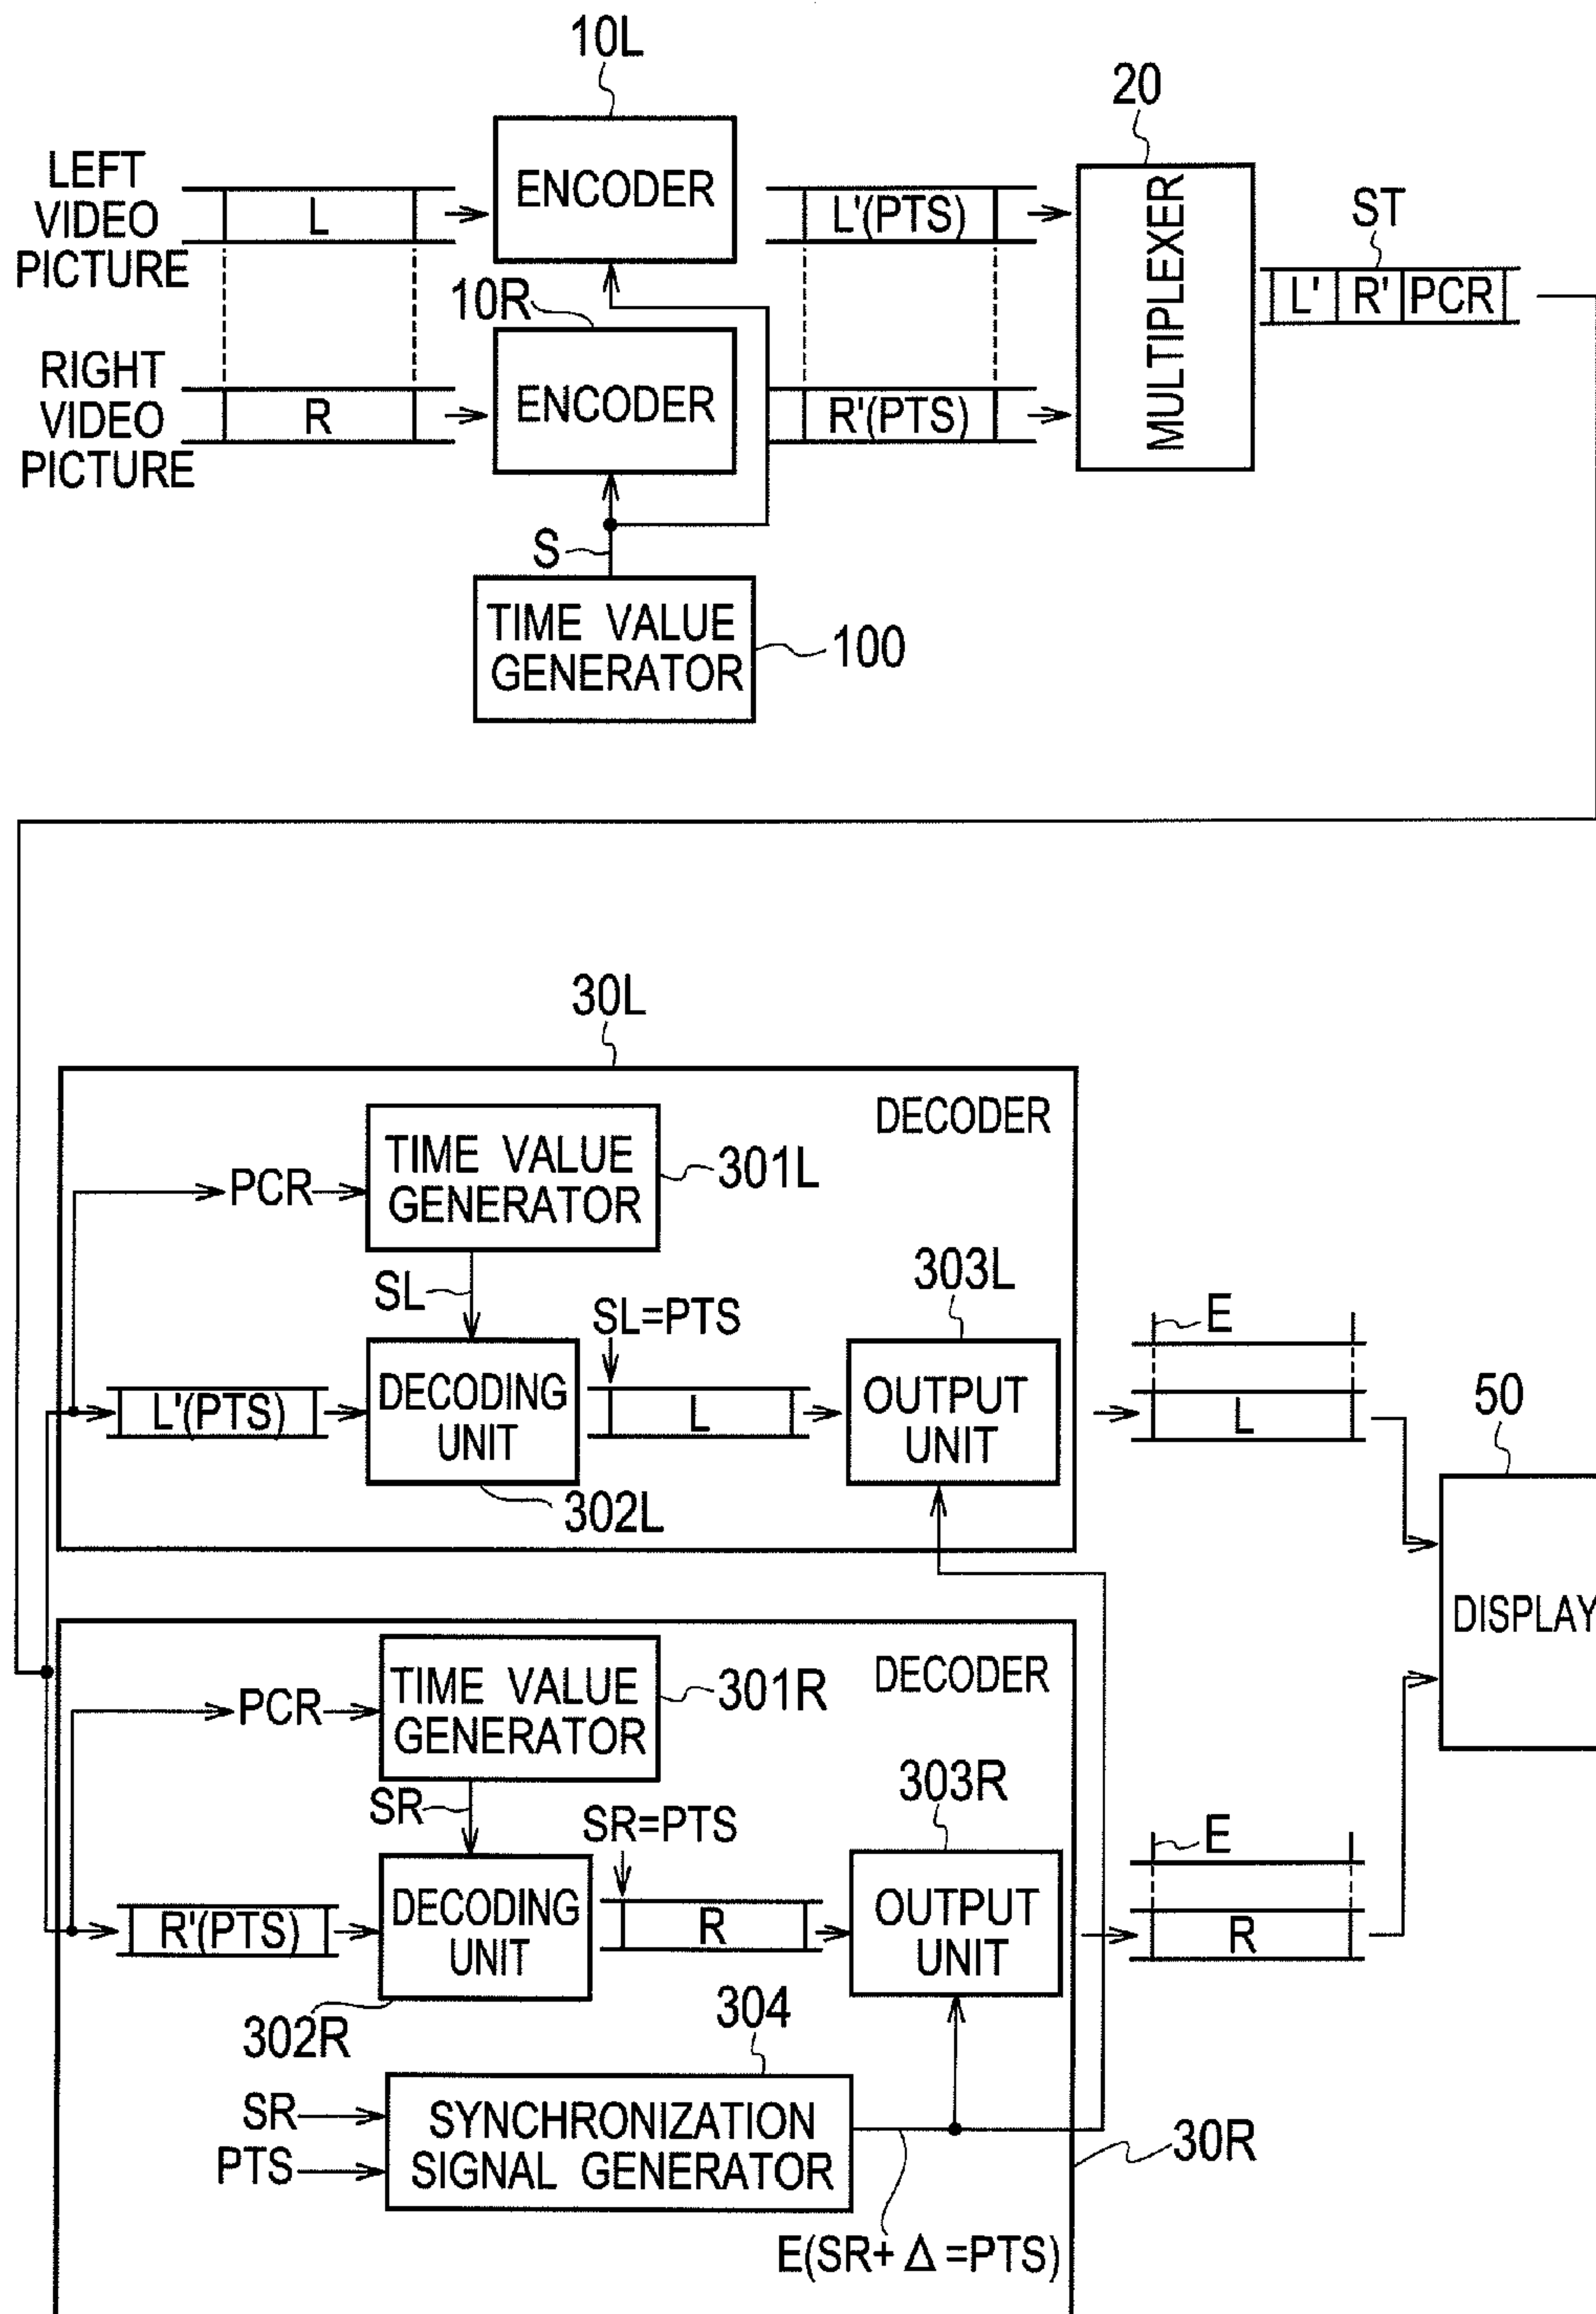 10L
20
LEFT
VIDEO
PICTURE
L
ENCODER
L'(PTS)
MULTIPLEXER
ST
L' R' PCR
10R
RIGHT
VIDEO
PICTURE
R
ENCODER
R'(PTS)
S
TIME VALUE
GENERATOR
100
30L
DECODER
PCR
TIME VALUE
GENERATOR
301L
SL
SL=PTS
303L
E
L'(PTS)
DECODING
UNIT
L
OUTPUT
UNIT
L
50
302L
DISPLAY
DECODER
PCR
TIME VALUE
GENERATOR
301R
SR
SR=PTS
303R
E
R'(PTS)
DECODING
UNIT
R
OUTPUT
UNIT
R
302R
304
SR
PTS
SYNCHRONIZATION
SIGNAL GENERATOR
30R
E(SR+ Δ =PTS)